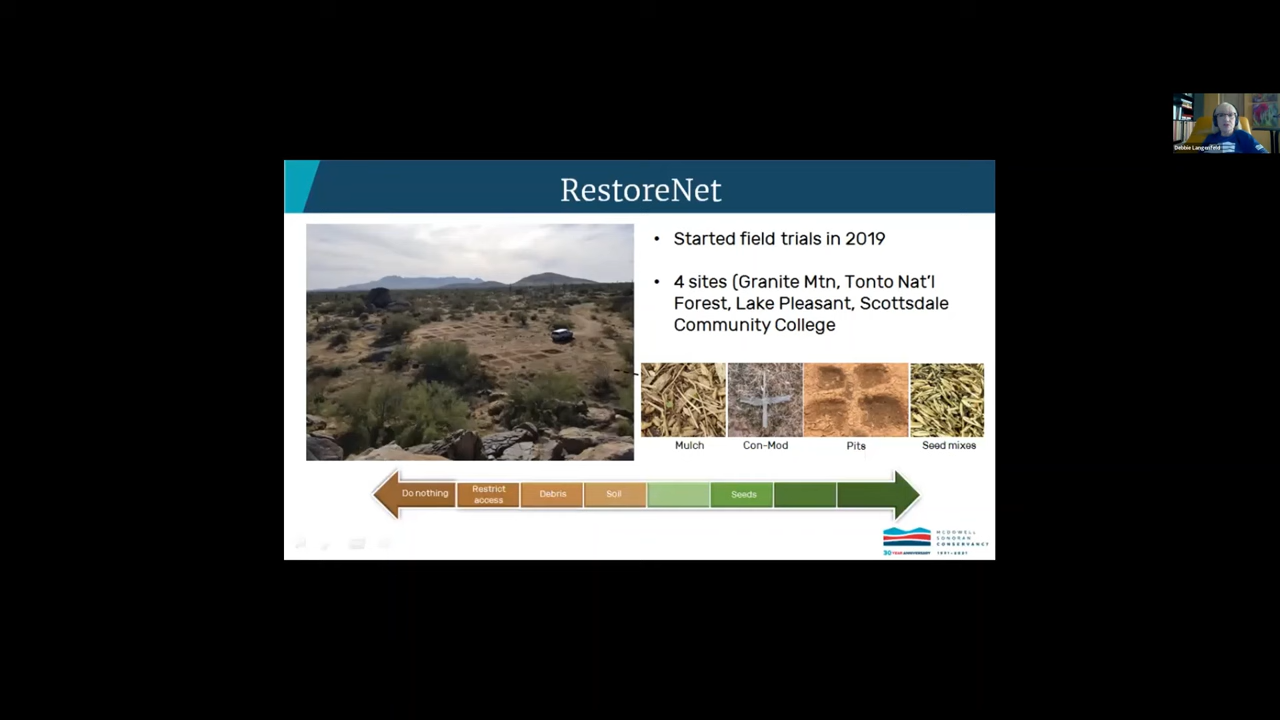 RestoreNet
• Started field trials in 2019
• 4 sites (Granite Mtn, Tonto Nat'l
Forest, Lake Pleasant, Scottsdale
Community College
Mulch
Con-Mod
Pits
Seed mixes
Do nothing
Restrict
access
Debris
Soil
Seeds
MCDOWELL
SONORAN
CONSERVANCY
30 YEAR ANNIVERSARY 1991-2021
Debbie Langenfeld